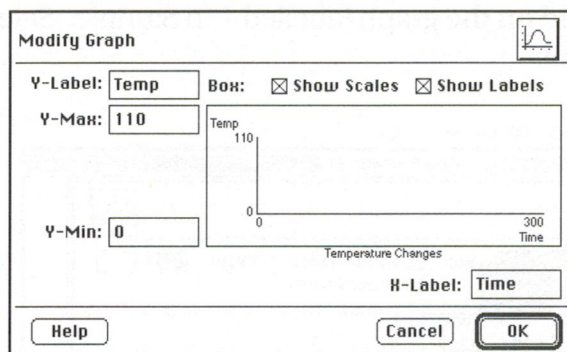 Modify Graph
Y-Label: Temp Box: Show Scales Show Labels
Y-Max: 110
Temp
110
0
0 300
Time
Y-Min: 0
Temperature Changes
X-Label: Time
Help Cancel OK